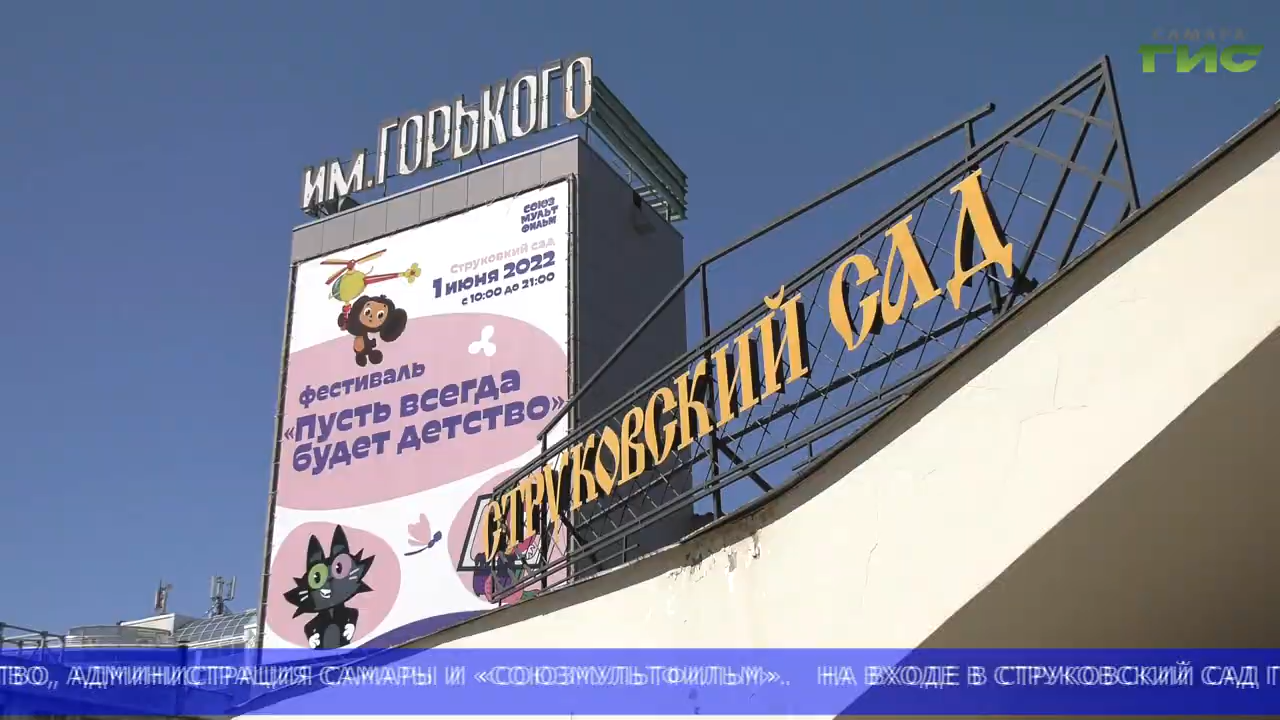 САМАРА
ГИС
ИМ.ГОРЬКОГО
СОЮЗ
МУЛЬТ
ФИЛЬМ
Струковский сад
1 июня 2022
с 10:00 до 21:00
фестиваль
«Пусть всегда
будет детство»
СТРУКОВСКИЙ САД
ТВО,, АДМИНИСТРАЦИЯ САМАРЫ И «СОЮЗМУЛЬТФИЛЬМ».. НА ВХОДЕ В СТРУКОВСКИЙ САД